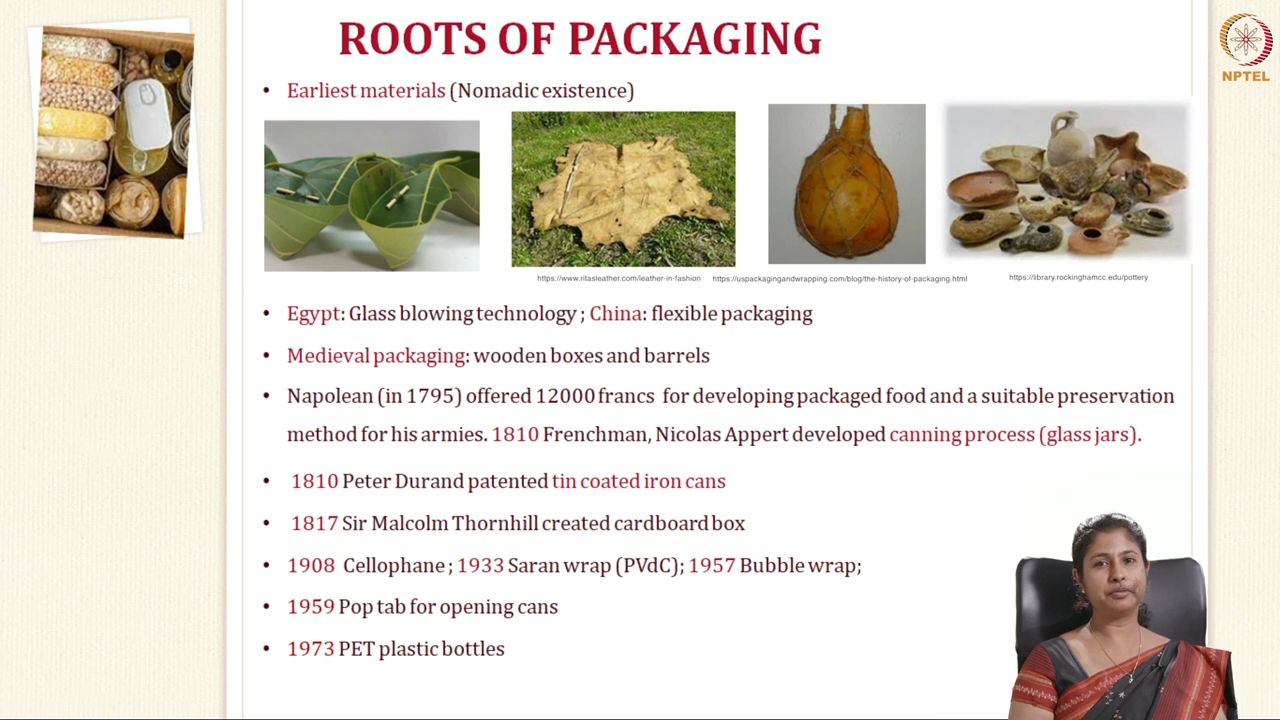 ROOTS OF PACKAGING
NPTEL
• Earliest materials (Nomadic existence)
https://www.ritasleather.com/leather-in-fashion
https://uspackagingandwrapping.com/blog/the-history-of-packaging.html
https://library.rockinghamcc.edu/pottery
• Egypt: Glass blowing technology ; China: flexible packaging
• Medieval packaging: wooden boxes and barrels
• Napolean (in 1795) offered 12000 francs for developing packaged food and a suitable preservation
method for his armies. 1810 Frenchman, Nicolas Appert developed canning process (glass jars).
• 1810 Peter Durand patented tin coated iron cans
• 1817 Sir Malcolm Thornhill created cardboard box
• 1908 Cellophane ; 1933 Saran wrap (PVdC); 1957 Bubble wrap;
• 1959 Pop tab for opening cans
• 1973 PET plastic bottles